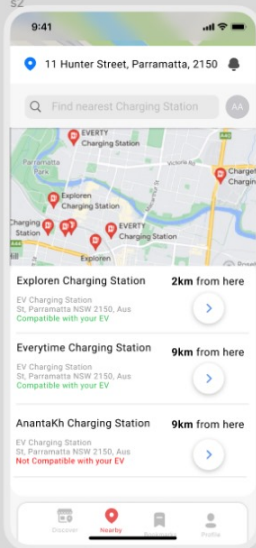 s2
9:41
11 Hunter Street, Parramatta, 2150
Find nearest Charging Station
AA
EVERTY
Charging Station
Victoria Rd
A40
Parramatta
Park
Exploren
Charging Station
Charging
Station
EVERTY
Charging Station
Exploren
Exploren Charging Station
2km from here
EV Charging Station
St, Parramatta NSW 2150, Aus
Compatible with your EV
Everytime Charging Station
9km from here
EV Charging Station
St, Parramatta NSW 2150, Aus
Compatible with your EV
AnantaKh Charging Station
9km from here
EV Charging Station
St, Parramatta NSW 2150, Aus
Not Compatible with your EV
Discover
Nearby
Bookmarks
Profile